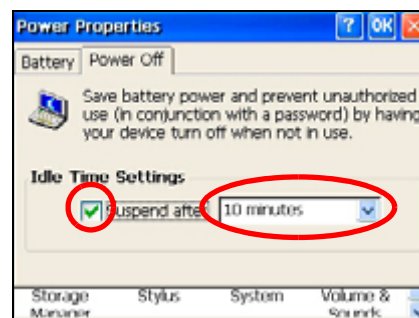 Power Properties ? OK
Battery Power Off
Save battery power and prevent unauthorized
use (in conjunction with a password) by having
your device turn off when not in use.
Idle Time Settings
Suspend after 10 minutes
Storage Stylus System Volume &
Manager Sounds